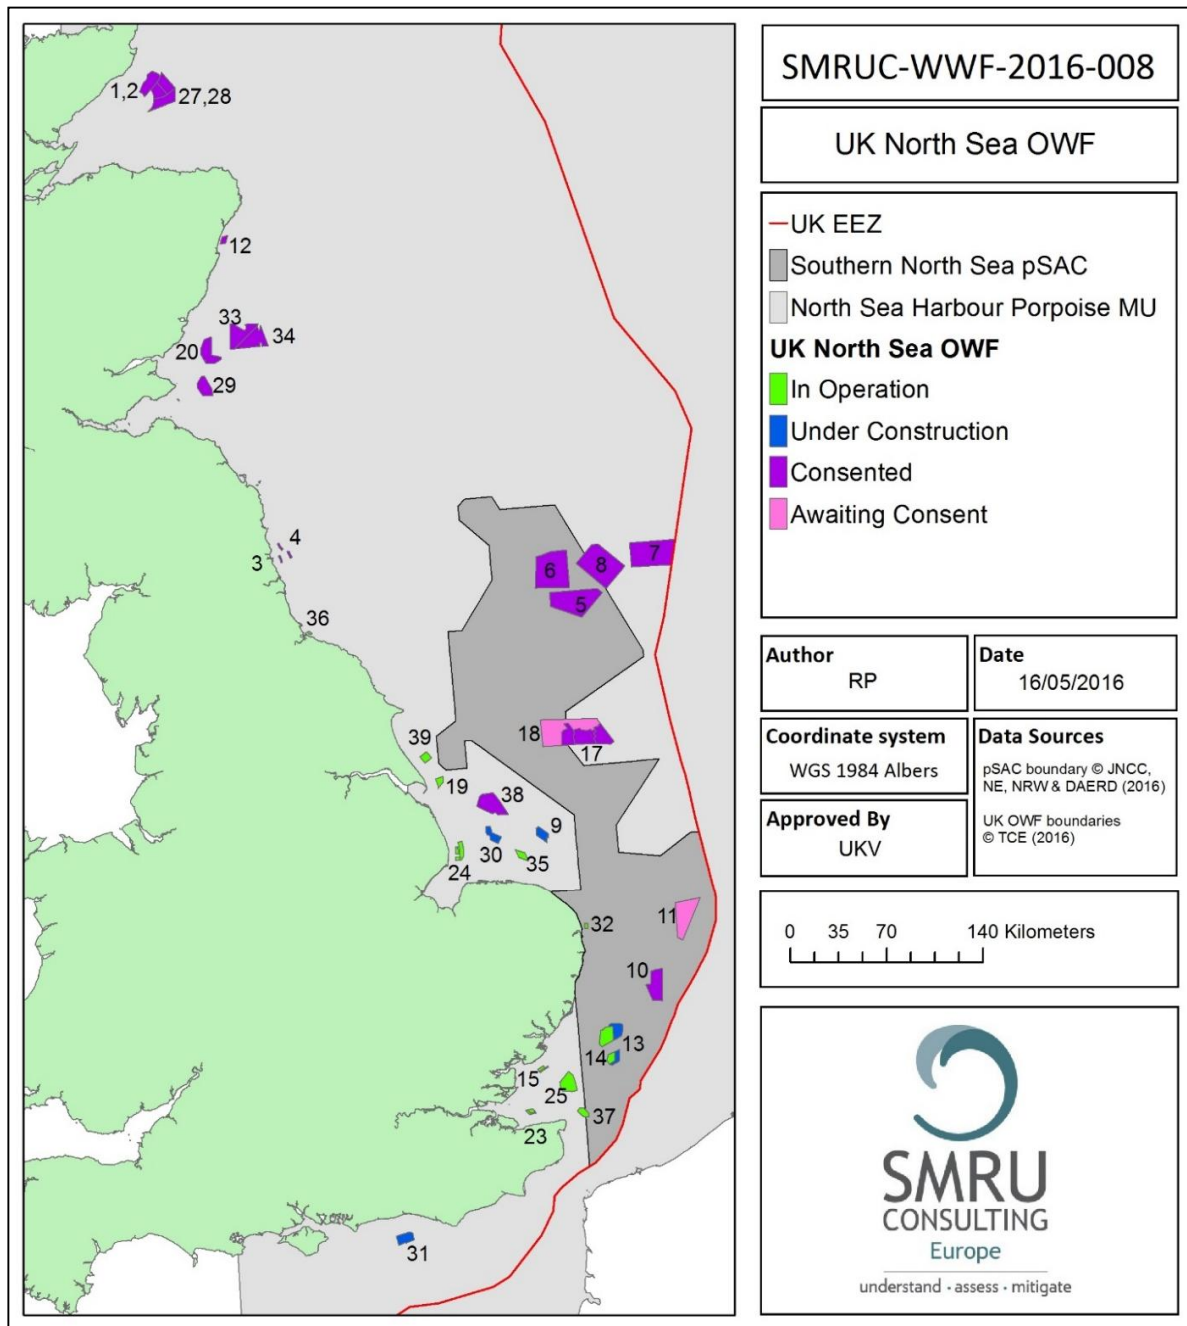 1,2
27,28
12
33
34
20
29
4
3
36
6
8
7
5
18
17
39
19
38
9
30
35
24
32
11
10
13
14
15
25
37
23
31
SMRUC-WWF-2016-008
UK North Sea OWF
UK EEZ
Southern North Sea pSAC
North Sea Harbour Porpoise MU
UK North Sea OWF
In Operation
Under Construction
Consented
Awaiting Consent
Author
RP
Date
16/05/2016
Coordinate system
WGS 1984 Albers
Data Sources
pSAC boundary © JNCC,
NE, NRW & DAERD (2016)
UK OWF boundaries
© TCE (2016)
Approved By
UKV
0 35 70 140 Kilometers
SMRU
CONSULTING
Europe
understand • assess • mitigate